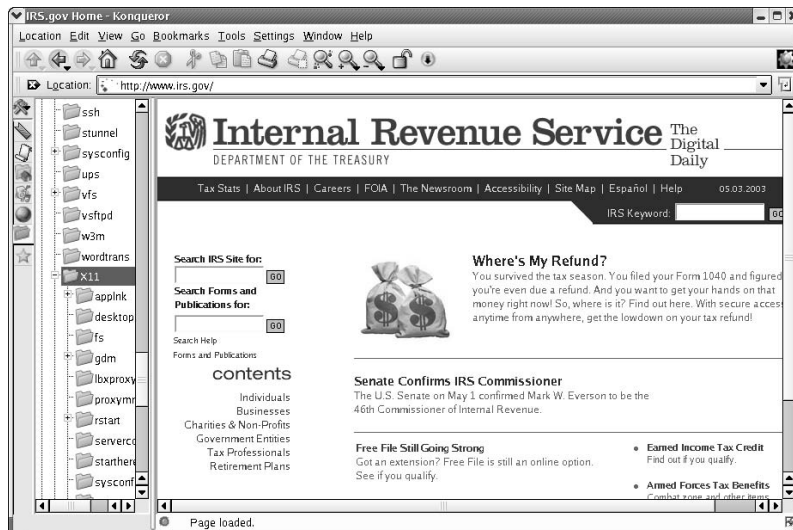 IRS.gov Home - Konqueror
Location Edit View Go Bookmarks Tools Settings Window Help
Location: http://www.irs.gov/
ssh
stunnel
sysconfig
ups
vfs
vsftpd
w3m
wordtrans
X11
applnk
desktop
fs
gdm
lbxproxy
proxymn
rstart
serverco
starthere
sysconf
Internal Revenue Service
DEPARTMENT OF THE TREASURY
The
Digital
Daily
Tax Stats | About IRS | Careers | FOIA | The Newsroom | Accessibility | Site Map | Español | Help 05.03.2003
IRS Keyword: GO
Search IRS Site for:
GO
Search Forms and
Publications for:
GO
Search Help
Forms and Publications
contents
Individuals
Businesses
Charities & Non-Profits
Government Entities
Tax Professionals
Retirement Plans
Where's My Refund?
You survived the tax season. You filed your Form 1040 and figured
you're even due a refund. And you want to get your hands on that
money right now! So, where is it? Find out here. With secure access
anytime from anywhere, get the lowdown on your tax refund!
Senate Confirms IRS Commissioner
The U.S. Senate on May 1 confirmed Mark W. Everson to be the
46th Commissioner of Internal Revenue.
Free File Still Going Strong
Got an extension? Free File is still an online option.
See if you qualify.
Earned Income Tax Credit
Find out if you qualify.
Armed Forces Tax Benefits
Combat zone and other items
Page loaded.